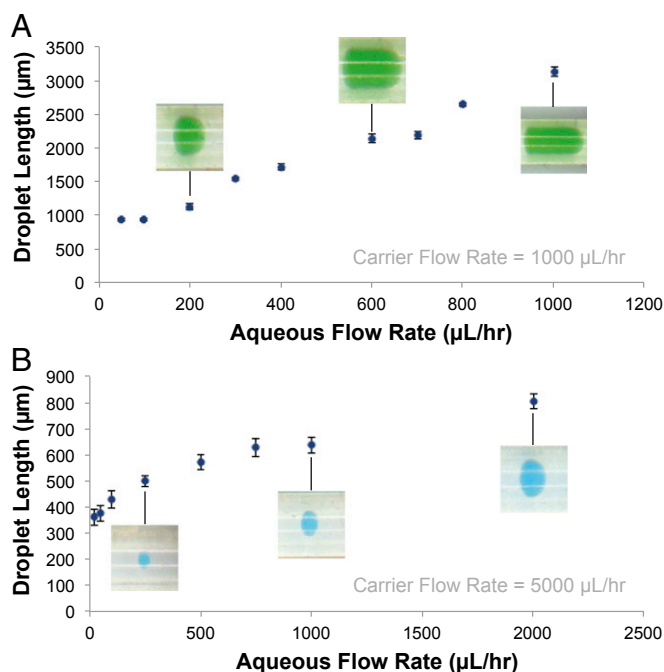 A
Droplet Length (µm)
3500
3000
2500
2000
1500
1000
500
0
Carrier Flow Rate = 1000 µL/hr
0 200 400 600 800 1000 1200
Aqueous Flow Rate (µL/hr)
B
Droplet Length (µm)
900
800
700
600
500
400
300
200
100
0
Carrier Flow Rate = 5000 µL/hr
0 500 1000 1500 2000 2500
Aqueous Flow Rate (µL/hr)